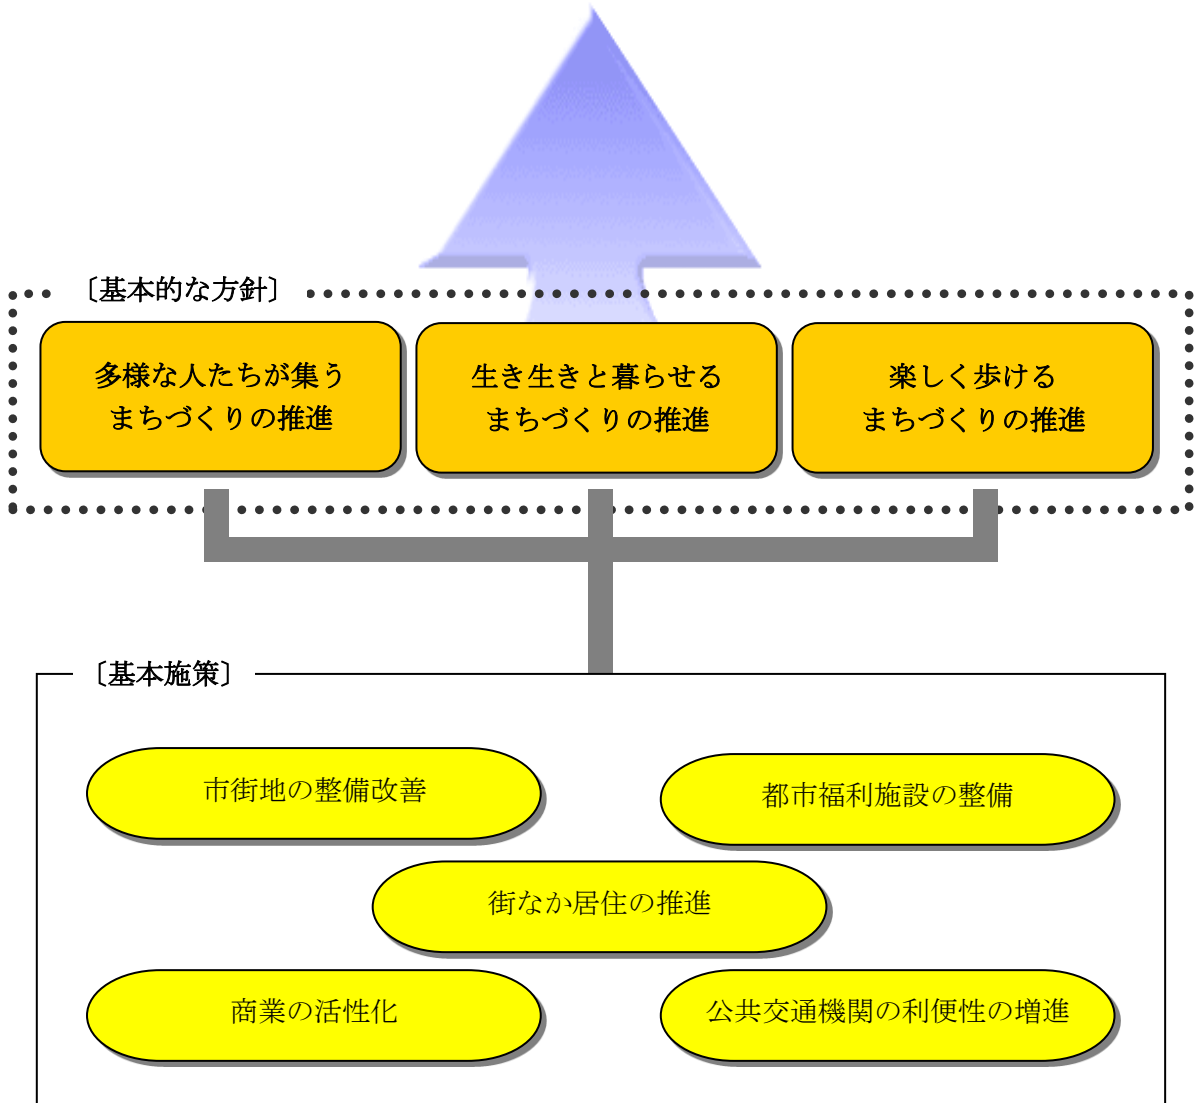 〔基本的な方針〕
多様な人たちが集う
まちづくりの推進
生き生きと暮らせる
まちづくりの推進
楽しく歩ける
まちづくりの推進
〔基本施策〕
市街地の整備改善
都市福利施設の整備
街なか居住の推進
商業の活性化
公共交通機関の利便性の増進